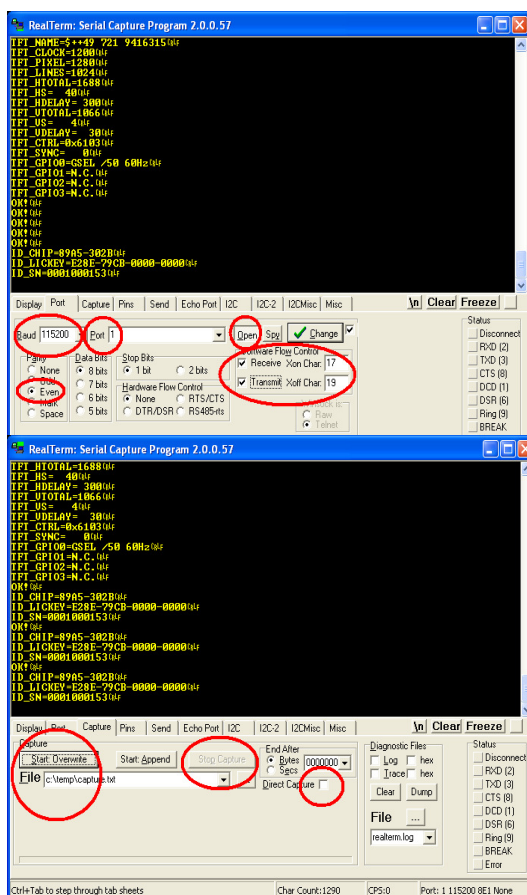 RealTerm: Serial Capture Program 2.0.0.57
TFT_NAME=$++49 721 9416315
TFT_CLOCK=1200
TFT_PIXEL=1280
TFT_LINES=1024
TFT_HTOTAL=1688
TFT_HS= 40
TFT_HDELAY= 300
TFT_VTOTAL=1066
TFT_VS= 4
TFT_VDELAY= 30
TFT_CTRL=0x6103
TFT_SYNC= 0
TFT_GPIO0=GSEL /50 60Hz
TFT_GPIO1=N.C.
TFT_GPIO2=N.C.
TFT_GPIO3=N.C.
OK!
OK!
OK!
OK!
ID_CHIP=89A5-302B
ID_LICKEY=E28E-79CB-0000-0000
ID_SN=0001000153
Display Port Capture Pins Send Echo Port I2C I2C-2 I2CMisc Misc \n Clear Freeze
Baud 115200 Port 1 Open Spy Change
Parity Data Bits Stop Bits Software Flow Control
None 8 bits 1 bit 2 bits Receive Xon Char: 17
Odd 7 bits Hardware Flow Control Transmit Xoff Char: 19
Even 6 bits None RTS/CTS
Mark 5 bits DTR/DSR RS485-rts
Space
Raw
Telnet
Status
Disconnect
RXD (2)
TXD (3)
CTS (8)
DCD (1)
DSR (6)
Ring (9)
BREAK
RealTerm: Serial Capture Program 2.0.0.57
TFT_HTOTAL=1688
TFT_HS= 40
TFT_HDELAY= 300
TFT_VTOTAL=1066
TFT_VS= 4
TFT_VDELAY= 30
TFT_CTRL=0x6103
TFT_SYNC= 0
TFT_GPIO0=GSEL /50 60Hz
TFT_GPIO1=N.C.
TFT_GPIO2=N.C.
TFT_GPIO3=N.C.
OK!
ID_CHIP=89A5-302B
ID_LICKEY=E28E-79CB-0000-0000
ID_SN=0001000153
OK!
ID_CHIP=89A5-302B
ID_LICKEY=E28E-79CB-0000-0000
ID_SN=0001000153
OK!
ID_CHIP=89A5-302B
ID_LICKEY=E28E-79CB-0000-0000
ID_SN=0001000153
Display Port Capture Pins Send Echo Port I2C I2C-2 I2CMisc Misc \n Clear Freeze
Capture
Start: Overwrite Start: Append Stop Capture
File c:\temp\capture.txt ...
End After
Bytes 0000000
Secs
Direct Capture
Diagnostic Files
Log hex
Trace hex
Clear Dump
File ...
realterm.log
Status
Disconnect
RXD (2)
TXD (3)
CTS (8)
DCD (1)
DSR (6)
Ring (9)
BREAK
Error
Ctrl+Tab to step through tab sheets Char Count:1290 CPS:0 Port: 1 115200 8E1 None